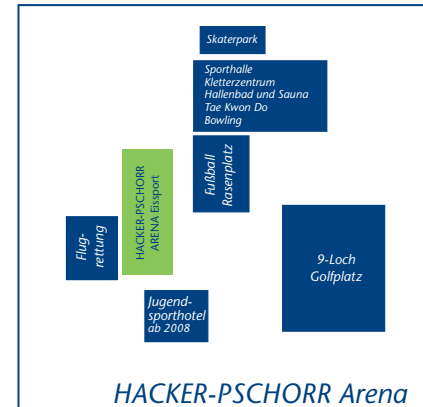 Skaterpark
Sporthalle
Kletterzentrum
Hallenbad und Sauna
Tae Kwon Do
Bowling
Fußball
Rasenplatz
HACKER-PSCHORR
ARENA Eissport
Flug-
rettung
9-Loch
Golfplatz
Jugend-
sporthotel
ab 2008
HACKER-PSCHORR Arena